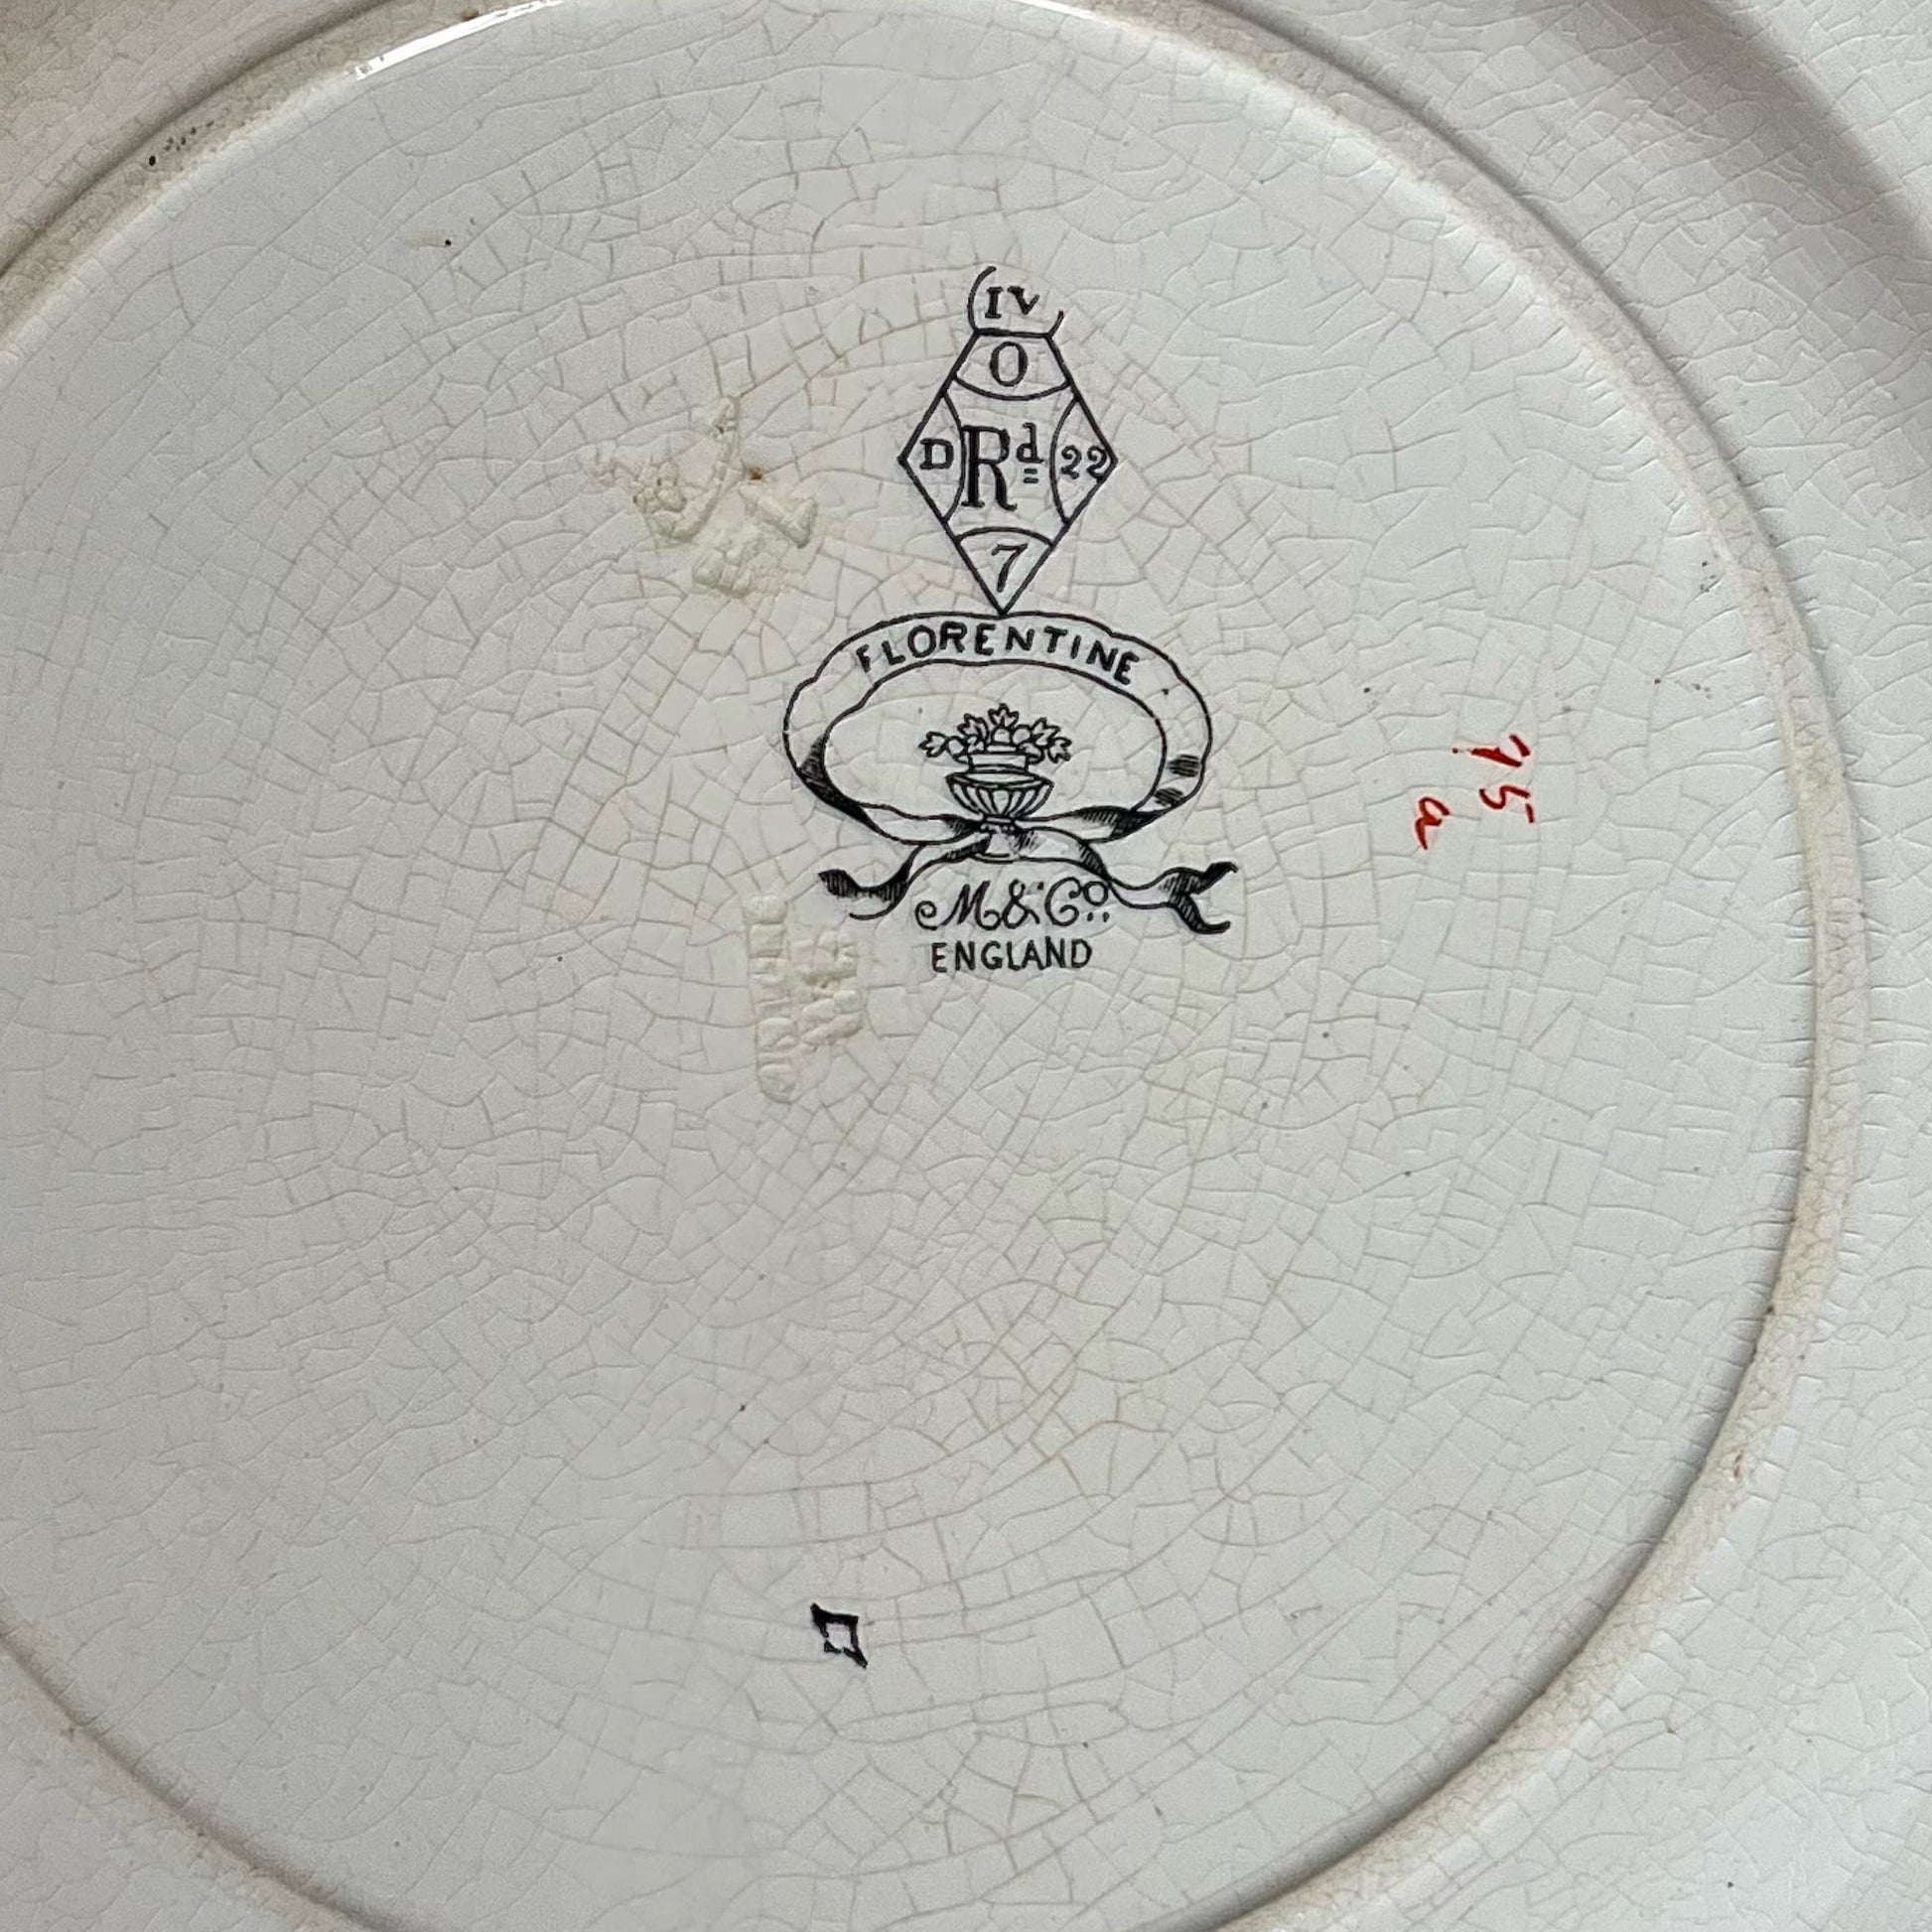 IV
O
D Rd 22
7
FLORENTINE
M & Co.
ENGLAND
a